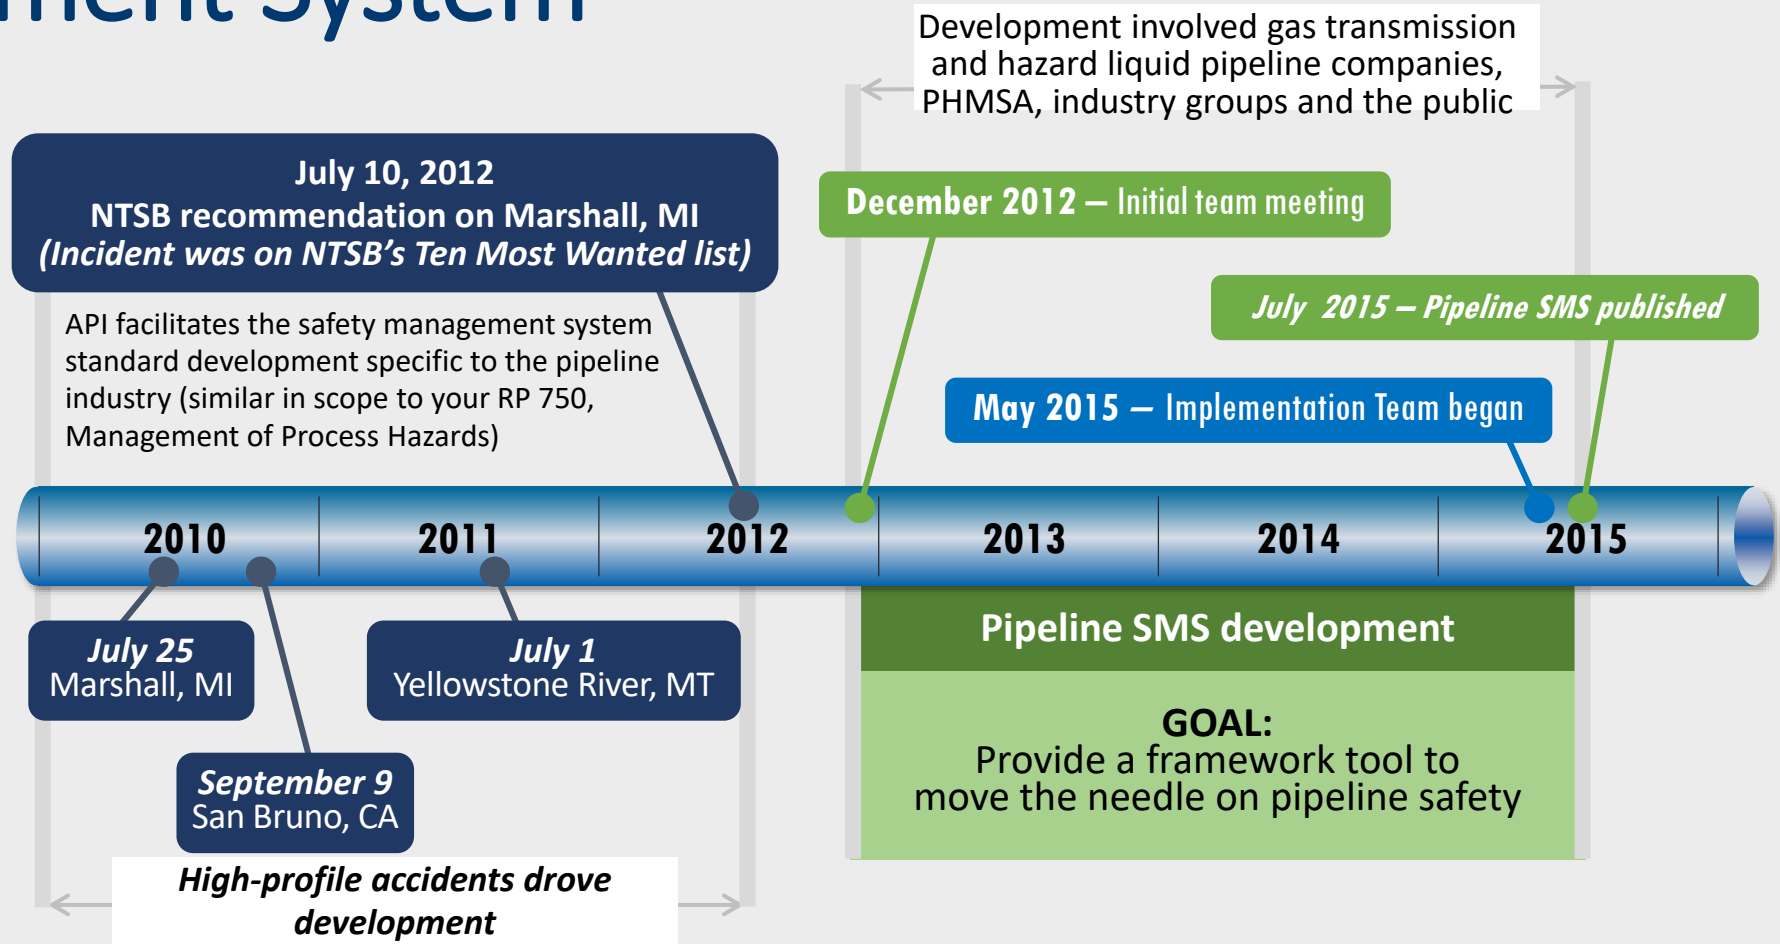 ment System
Development involved gas transmission
and hazard liquid pipeline companies,
PHMSA, industry groups and the public
July 10, 2012
NTSB recommendation on Marshall, MI
(Incident was on NTSB's Ten Most Wanted list)
December 2012 – Initial team meeting
API facilitates the safety management system
standard development specific to the pipeline
industry (similar in scope to your RP 750,
Management of Process Hazards)
July 2015 – Pipeline SMS published
May 2015 – Implementation Team began
2010
2011
2012
2013
2014
2015
July 25
Marshall, MI
July 1
Yellowstone River, MT
September 9
San Bruno, CA
High-profile accidents drove
development
Pipeline SMS development
GOAL:
Provide a framework tool to
move the needle on pipeline safety